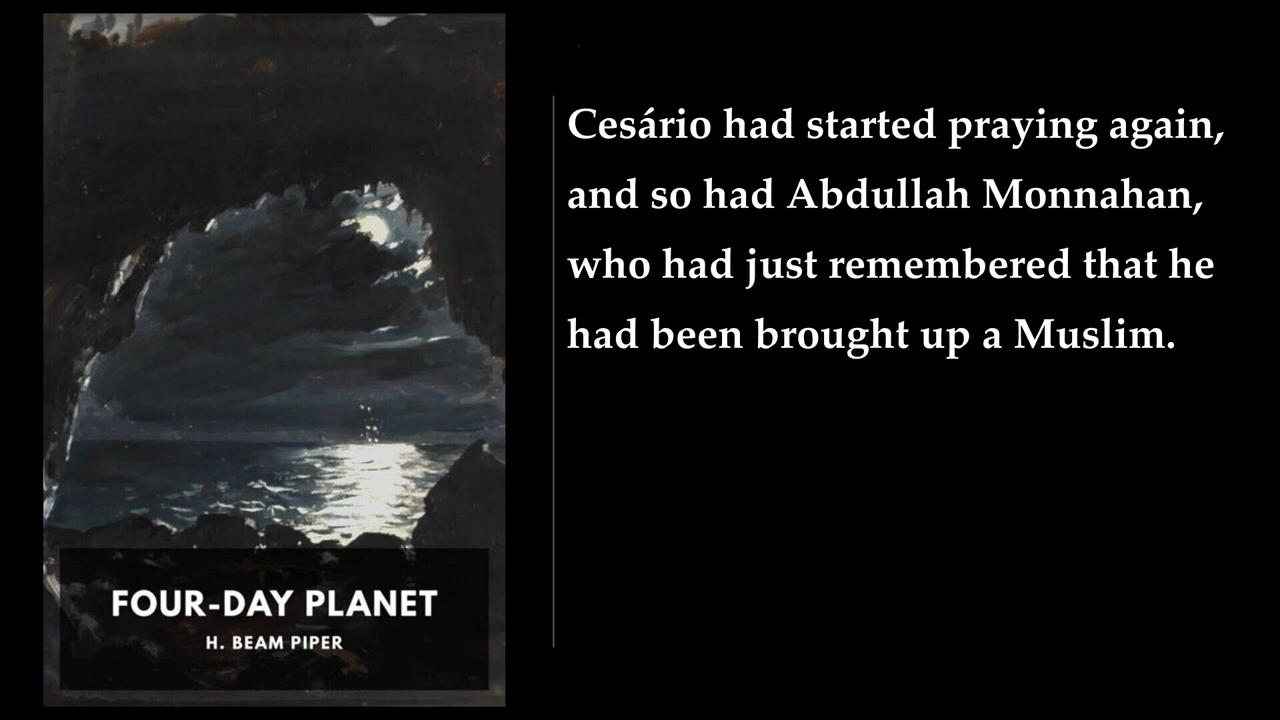 FOUR-DAY PLANET
H. BEAM PIPER
Cesário had started praying again,
and so had Abdullah Monnahan,
who had just remembered that he
had been brought up a Muslim.